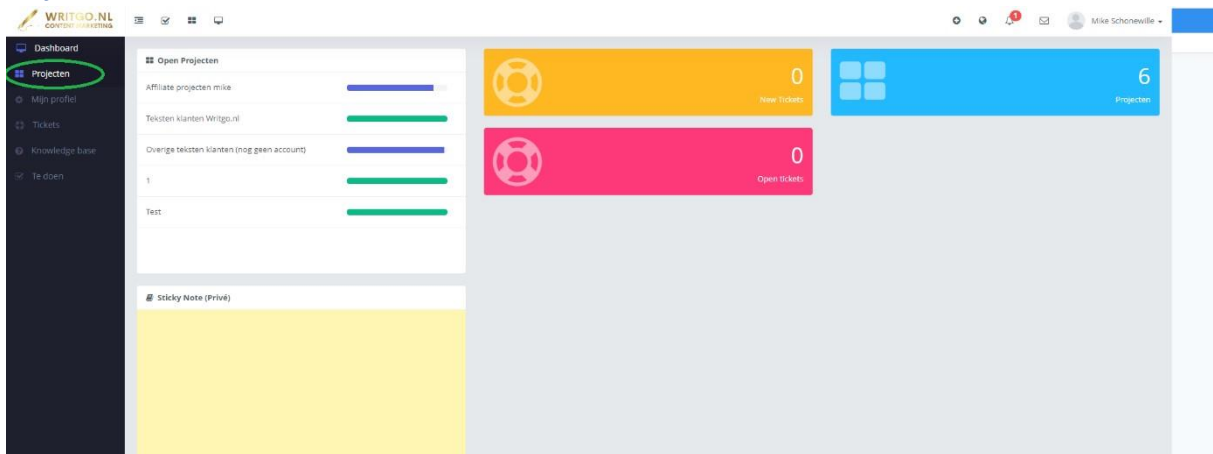 WRITGO.NL
CONTENT MARKETING
1
Mike Schonewille
Dashboard
Projecten
Mijn profiel
Tickets
Knowledge base
Te doen
Open Projecten
Affiliate projecten mike
Teksten klanten Writgo.nl
Overige teksten klanten (nog geen account)
1
Test
Sticky Note (Privé)
0
New Tickets
0
Open tickets
6
Projecten